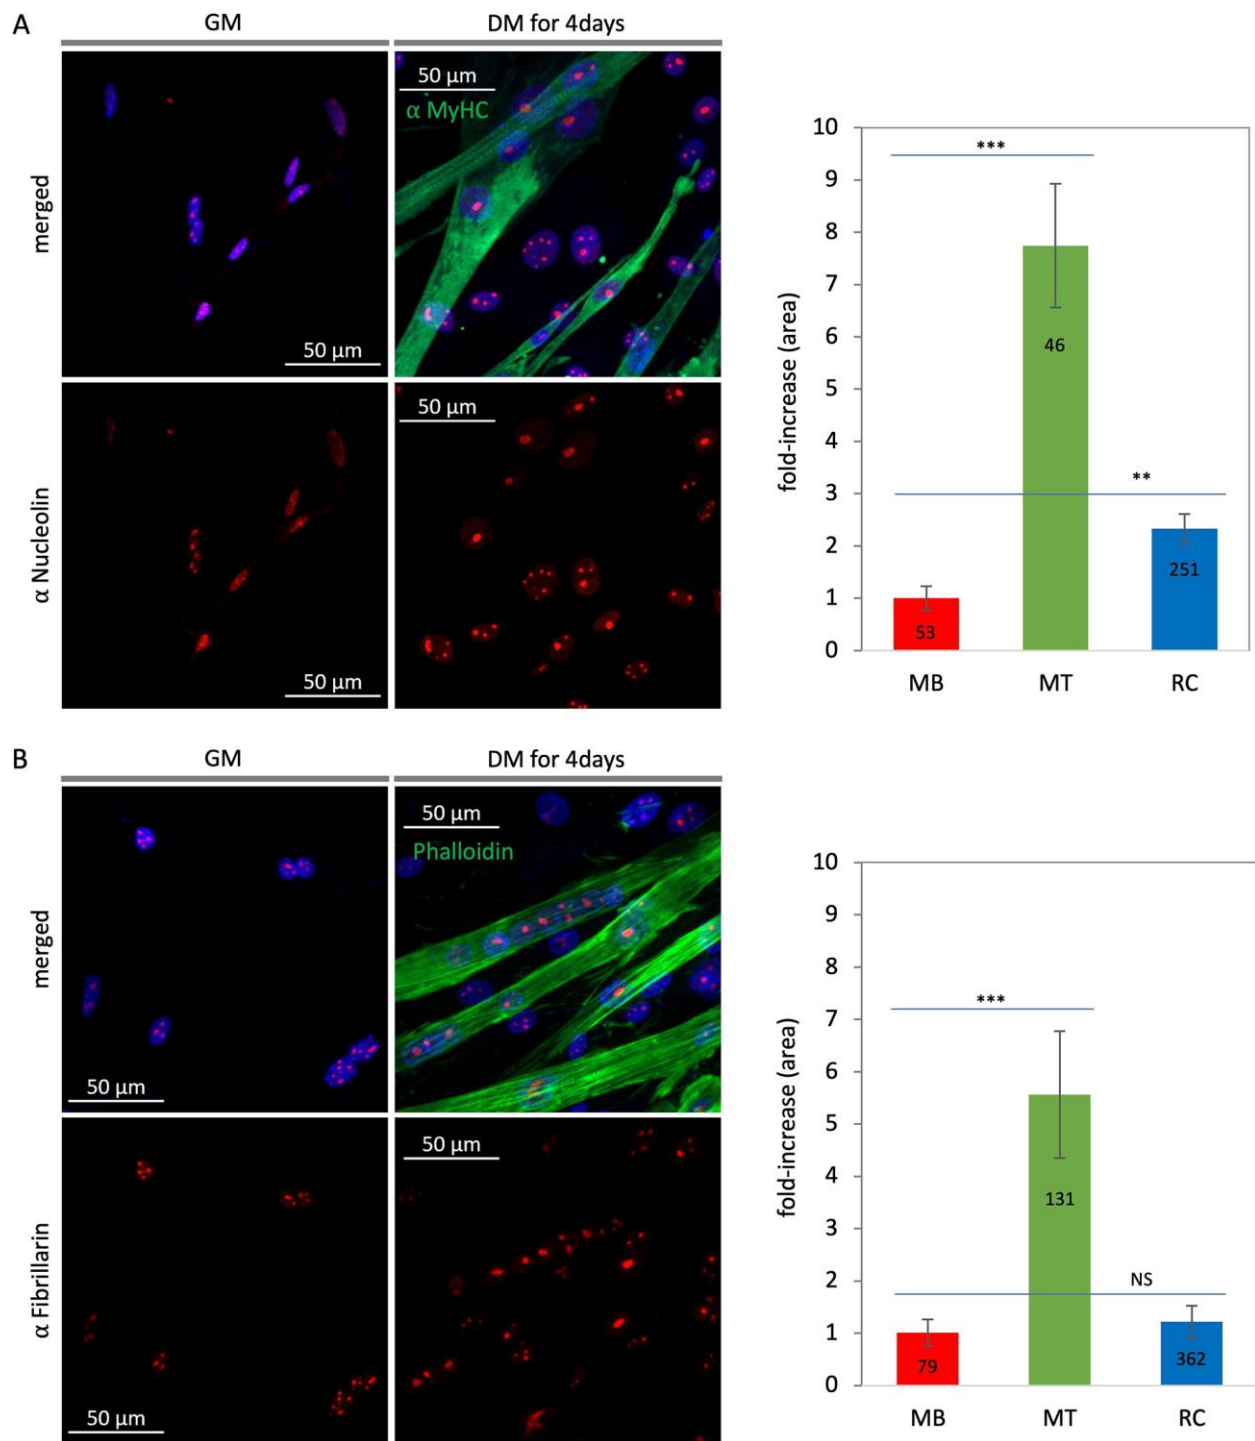 A
GM
DM for 4days
merged
50 µm
50 µm
α MyHC
α Nucleolin
50 µm
50 µm
fold-increase (area)
10
9
8
7
6
5
4
3
2
1
0
***
**
46
53
251
MB
MT
RC
B
GM
DM for 4days
merged
50 µm
50 µm
Phalloidin
α Fibrillarin
50 µm
50 µm
fold-increase (area)
10
9
8
7
6
5
4
3
2
1
0
***
NS
131
79
362
MB
MT
RC